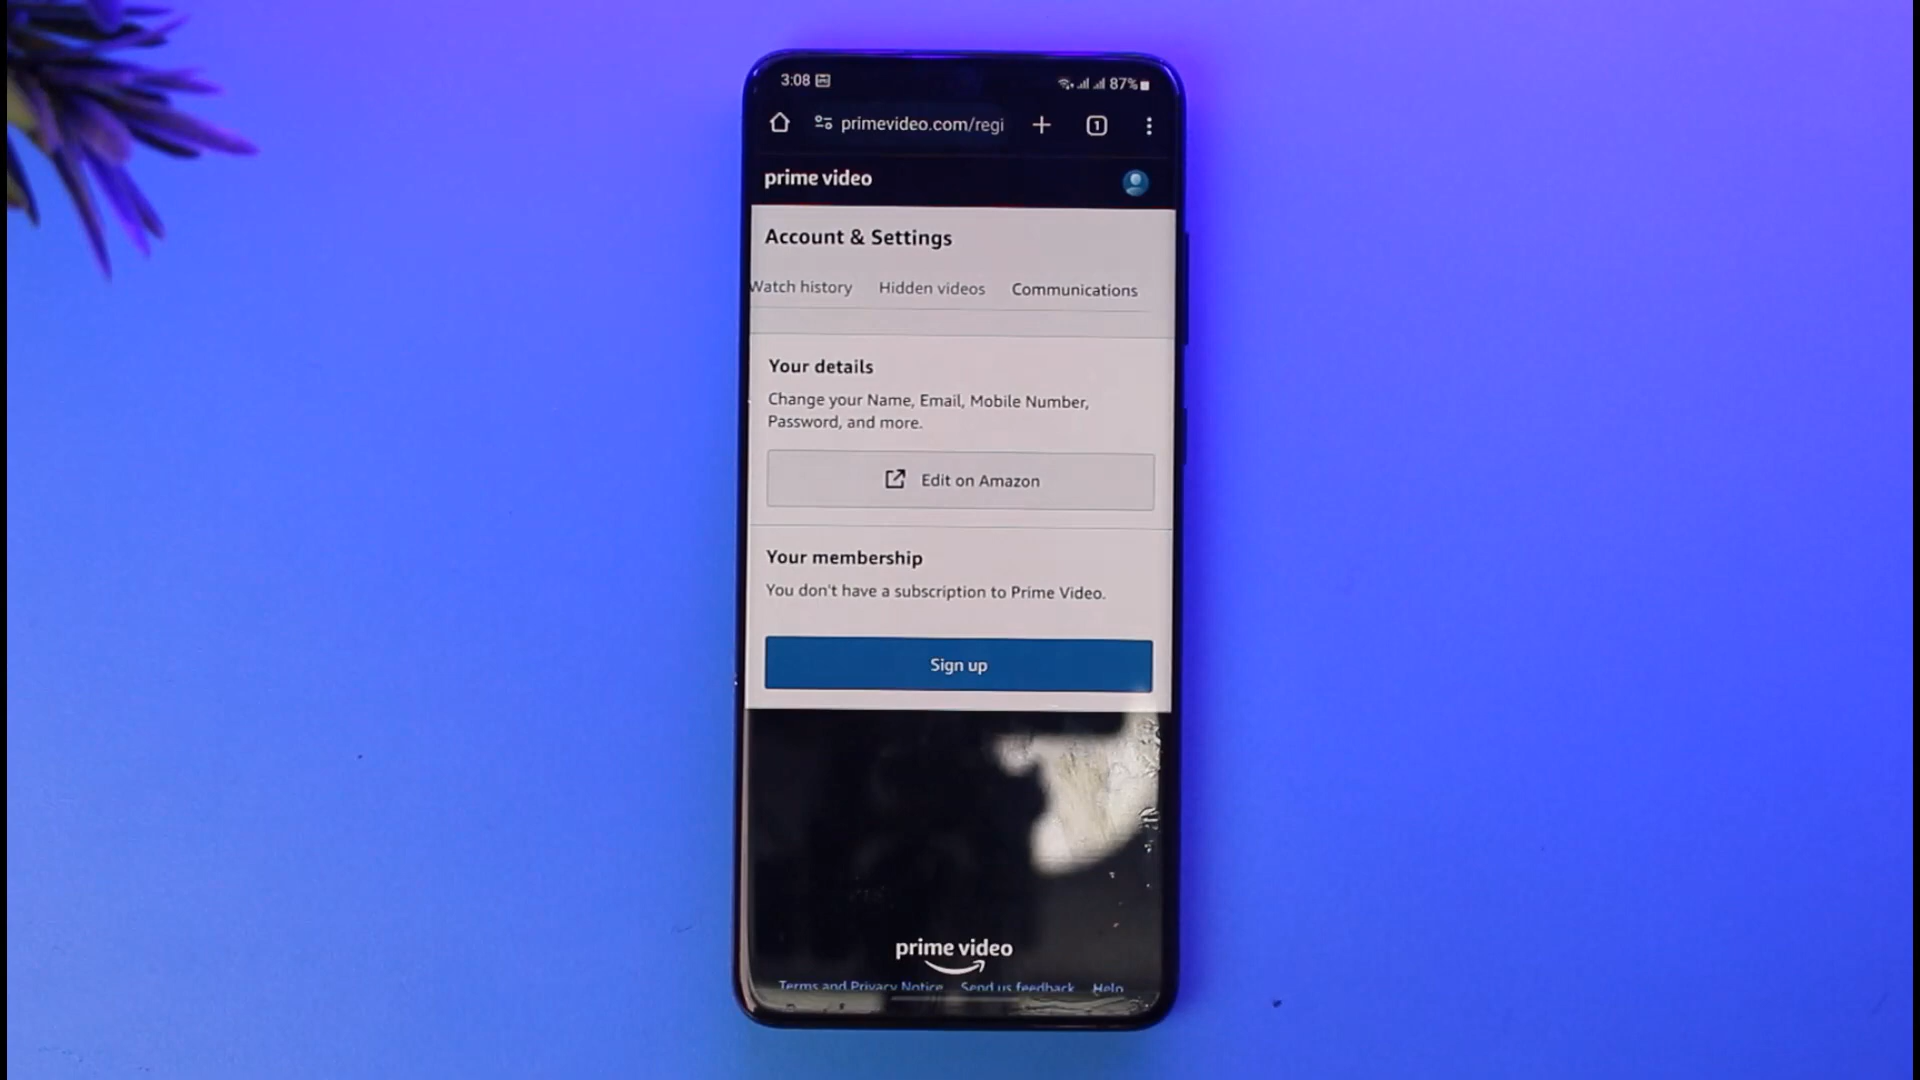 3:08 87%
primevideo.com/regi 1
prime video
Account & Settings
Watch history Hidden videos Communications
Your details
Change your Name, Email, Mobile Number,
Password, and more.
Edit on Amazon
Your membership
You don't have a subscription to Prime Video.
Sign up
prime video
Terms and Privacy Notice Send us feedback Help